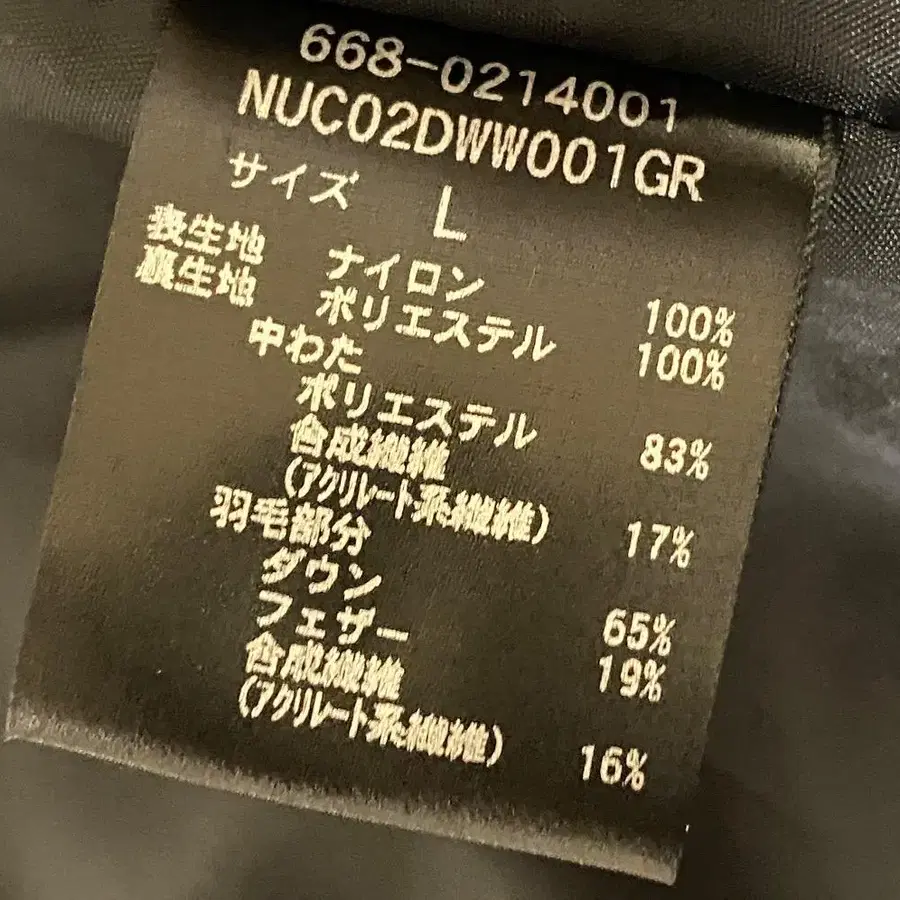 668-0214001
NUC02DWW001GR
サイズ L
表生地 ナイロン 100%
裏生地 ポリエステル 100%
中わた
ポリエステル 83%
合成繊維
(アクリレート系繊維) 17%
羽毛部分
ダウン 65%
フェザー 19%
合成繊維
(アクリレート系繊維) 16%